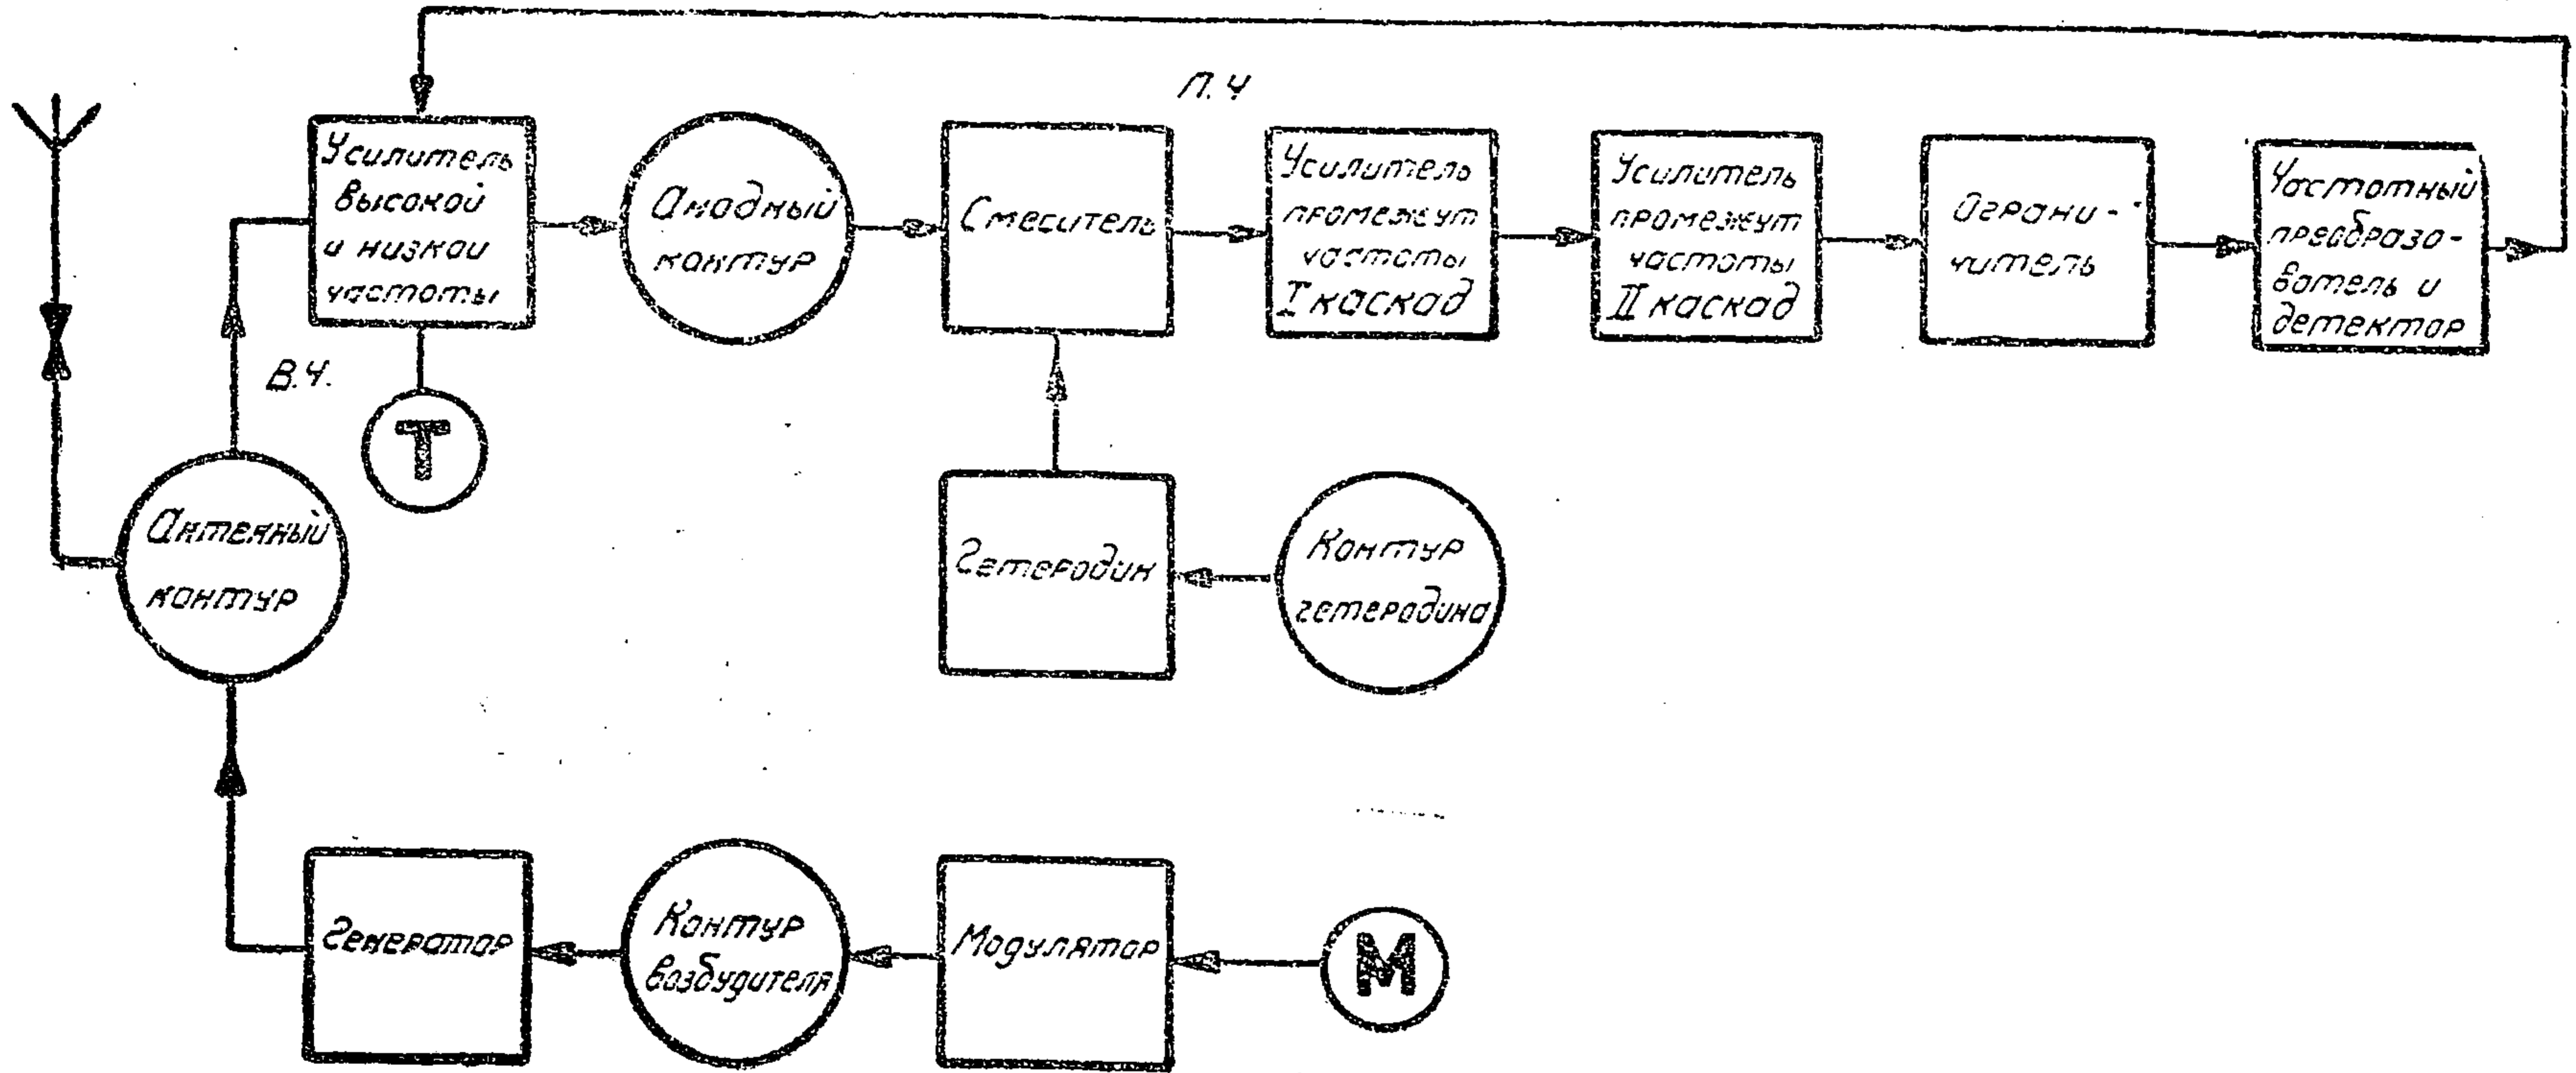 П.Ч
Усилитель
высокой
и низкой
частоты
Анодный
контур
Смеситель
Усилитель
промежут
частоты
I каскад
Усилитель
промежут
частоты
II каскад
Ограни-
читель
Частотный
преобразо-
ватель и
детектор
В.Ч.
Т
Антенный
контур
Гетеродин
Контур
гетеродина
Генератор
Контур
возбудителя
Модулятор
М